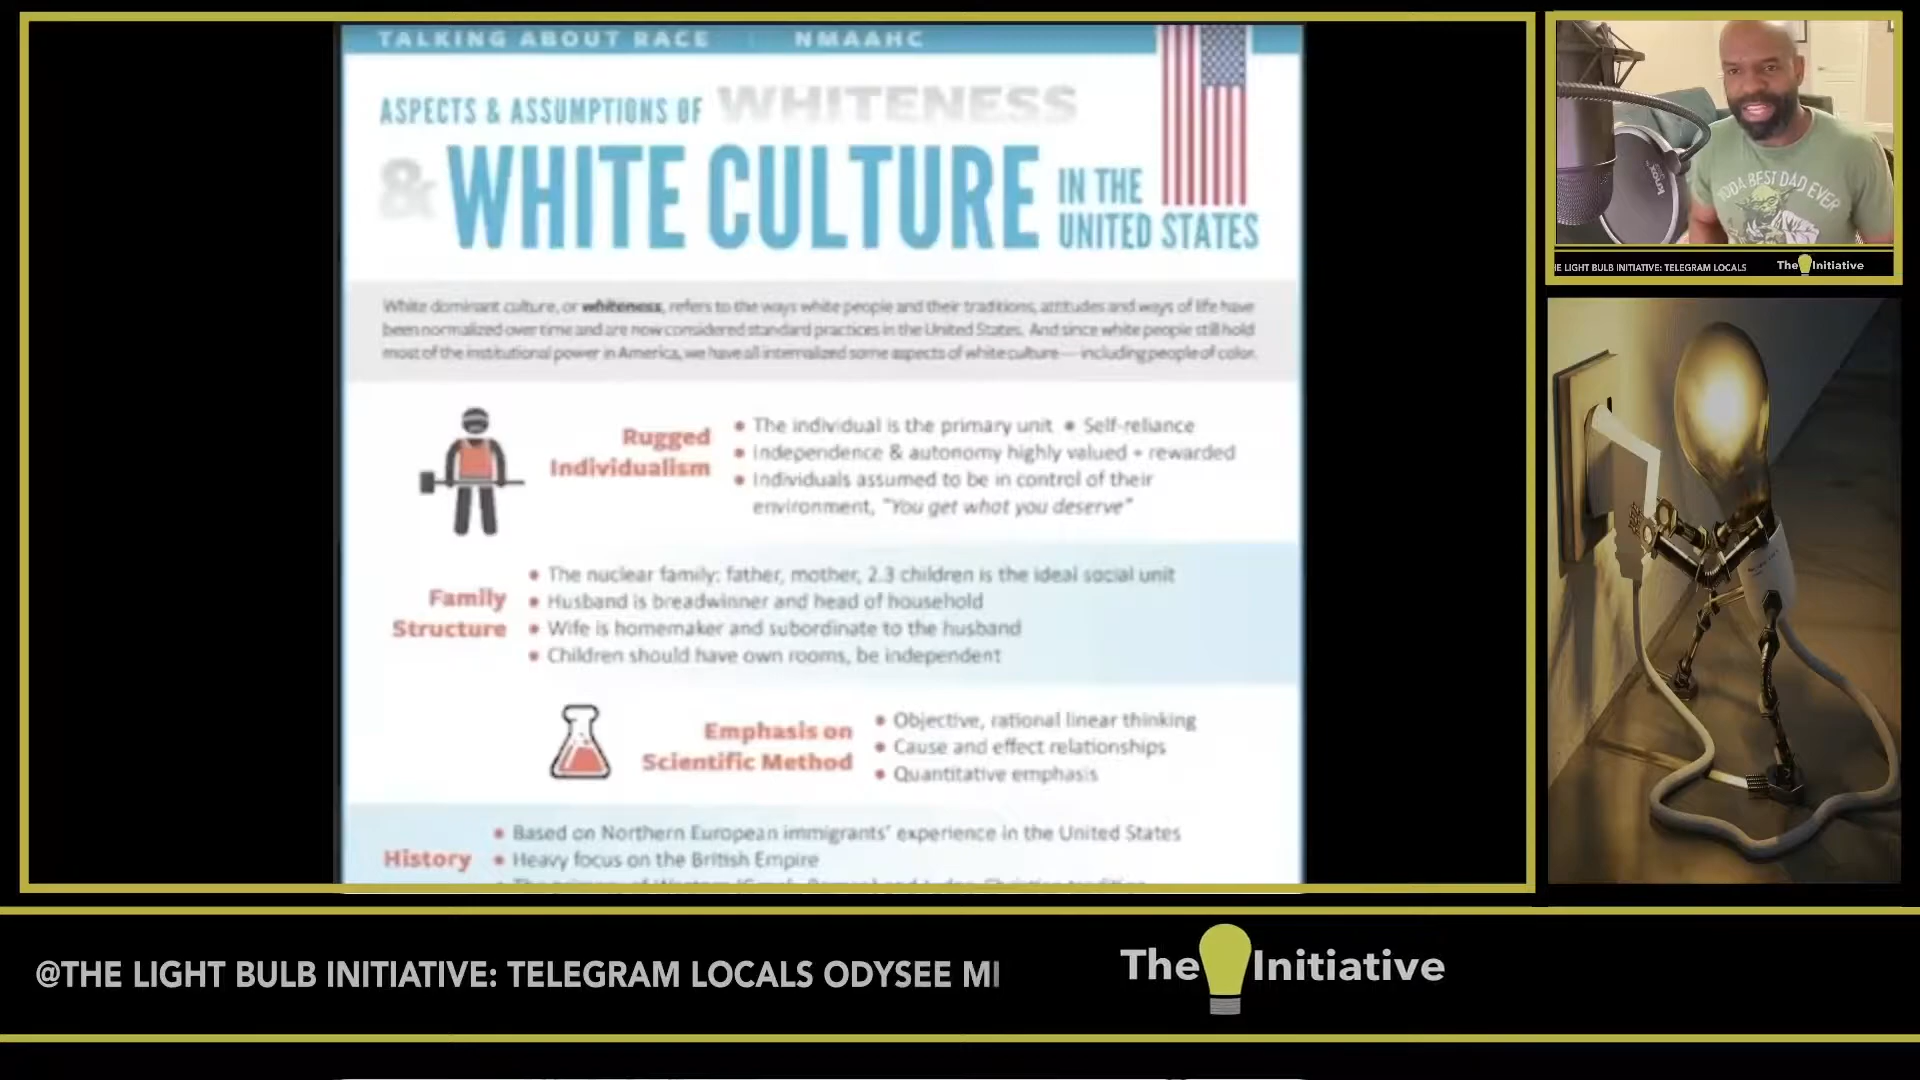 TALKING ABOUT RACE NMAAHC
ASPECTS & ASSUMPTIONS OF WHITENESS
& WHITE CULTURE IN THE
UNITED STATES
White dominant culture, or whiteness, refers to the ways white people and their traditions, attitudes and ways of life have
been normalized over time and are now considered standard practices in the United States. And since white people still hold
most of the institutional power in America, we have all internalized some aspects of white culture — including people of color.
Rugged
Individualism
• The individual is the primary unit • Self-reliance
• Independence & autonomy highly valued + rewarded
• Individuals assumed to be in control of their
environment, "You get what you deserve"
Family
Structure
• The nuclear family: father, mother, 2.3 children is the ideal social unit
• Husband is breadwinner and head of household
• Wife is homemaker and subordinate to the husband
• Children should have own rooms, be independent
Emphasis on
Scientific Method
• Objective, rational linear thinking
• Cause and effect relationships
• Quantitative emphasis
History
• Based on Northern European immigrants' experience in the United States
• Heavy focus on the British Empire
YODA BEST DAD EVER
Knox
E LIGHT BULB INITIATIVE: TELEGRAM LOCALS
The Initiative
@THE LIGHT BULB INITIATIVE: TELEGRAM LOCALS ODYSEE MI
The Initiative